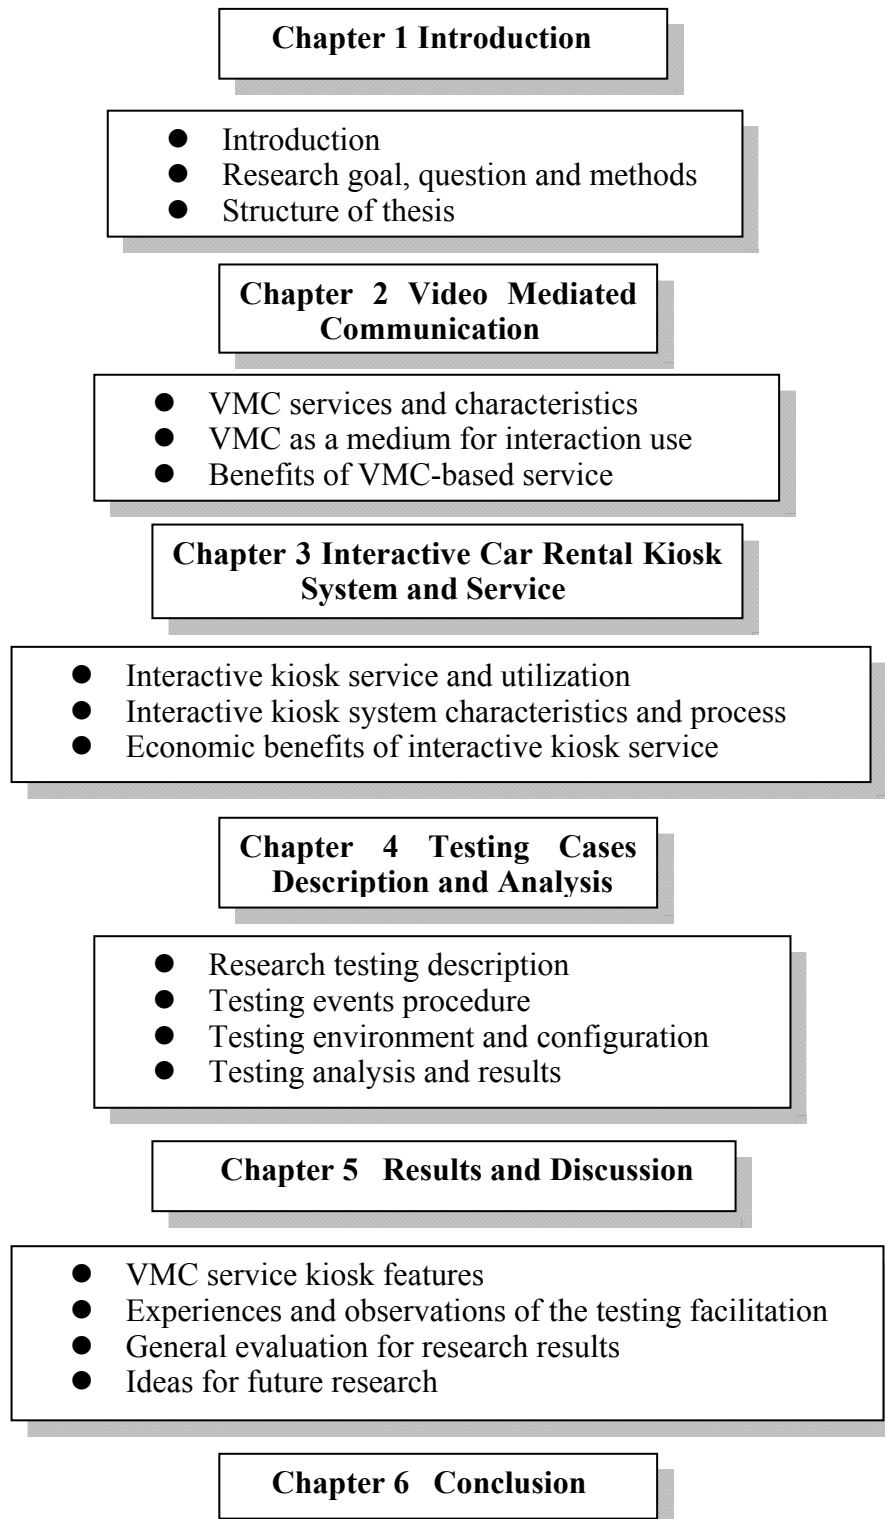 Chapter 1 Introduction
● Introduction
● Research goal, question and methods
● Structure of thesis
Chapter 2 Video Mediated
Communication
● VMC services and characteristics
● VMC as a medium for interaction use
● Benefits of VMC-based service
Chapter 3 Interactive Car Rental Kiosk
System and Service
● Interactive kiosk service and utilization
● Interactive kiosk system characteristics and process
● Economic benefits of interactive kiosk service
Chapter 4 Testing Cases
Description and Analysis
● Research testing description
● Testing events procedure
● Testing environment and configuration
● Testing analysis and results
Chapter 5 Results and Discussion
● VMC service kiosk features
● Experiences and observations of the testing facilitation
● General evaluation for research results
● Ideas for future research
Chapter 6 Conclusion